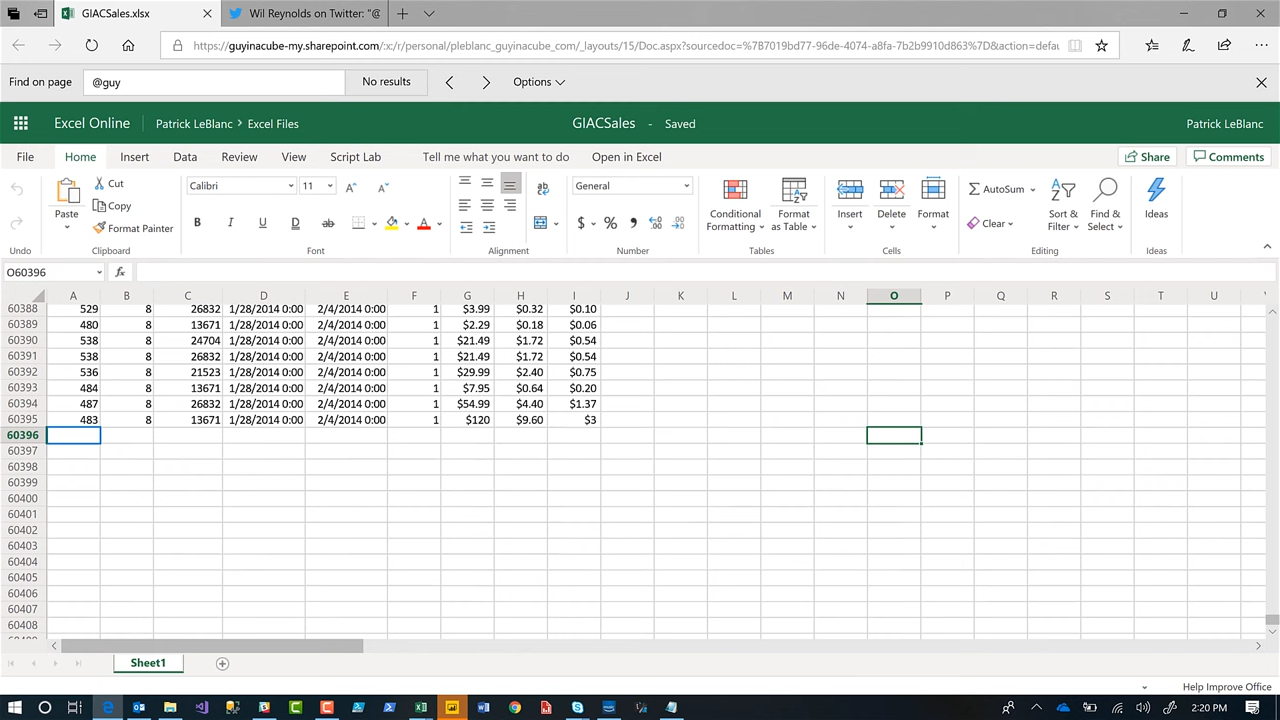 GIACSales.xlsx
Wil Reynolds on Twitter: "@
https://guyinacube-my.sharepoint.com/:x:/r/personal/pleblanc_guyinacube_com/_layouts/15/Doc.aspx?sourcedoc=%7B7019bd77-96de-4074-a8fa-7b2b9910d863%7D&action=defau
Find on page @guy No results Options
Excel Online Patrick LeBlanc > Excel Files GIACSales - Saved Patrick LeBlanc
File Home Insert Data Review View Script Lab Tell me what you want to do Open in Excel Share Comments
Paste Cut Calibri 11 General $ % Conditional Formatting Format as Table Insert Delete Format AutoSum Sort & Filter Find & Select Ideas
Copy
Format Painter B I U D A Clear
Undo Clipboard Font Alignment Number Tables Cells Editing Ideas
O60396 fx
A B C D E F G H I J K L M N O P Q R S T U
60388 529 8 26832 1/28/2014 0:00 2/4/2014 0:00 1 $3.99 $0.32 $0.10
60389 480 8 13671 1/28/2014 0:00 2/4/2014 0:00 1 $2.29 $0.18 $0.06
60390 538 8 24704 1/28/2014 0:00 2/4/2014 0:00 1 $21.49 $1.72 $0.54
60391 538 8 26832 1/28/2014 0:00 2/4/2014 0:00 1 $21.49 $1.72 $0.54
60392 536 8 21523 1/28/2014 0:00 2/4/2014 0:00 1 $29.99 $2.40 $0.75
60393 484 8 13671 1/28/2014 0:00 2/4/2014 0:00 1 $7.95 $0.64 $0.20
60394 487 8 26832 1/28/2014 0:00 2/4/2014 0:00 1 $54.99 $4.40 $1.37
60395 483 8 13671 1/28/2014 0:00 2/4/2014 0:00 1 $120 $9.60 $3
60396
60397
60398
60399
60400
60401
60402
60403
60404
60405
60406
60407
60408
Sheet1
Help Improve Office
2:20 PM